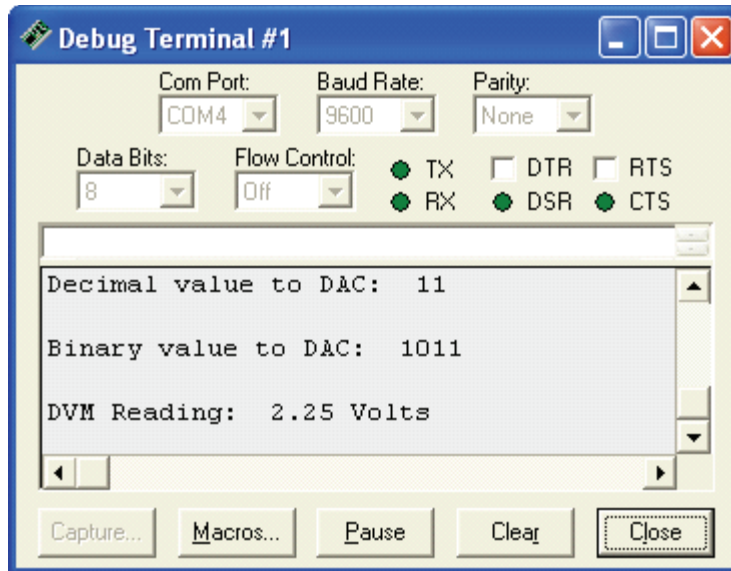 Debug Terminal #1
Com Port: Baud Rate: Parity:
COM4 9600 None
Data Bits: Flow Control: TX DTR RTS
8 Off RX DSR CTS
Decimal value to DAC:  11
Binary value to DAC:  1011
DVM Reading:  2.25 Volts
Capture... Macros... Pause Clear Close